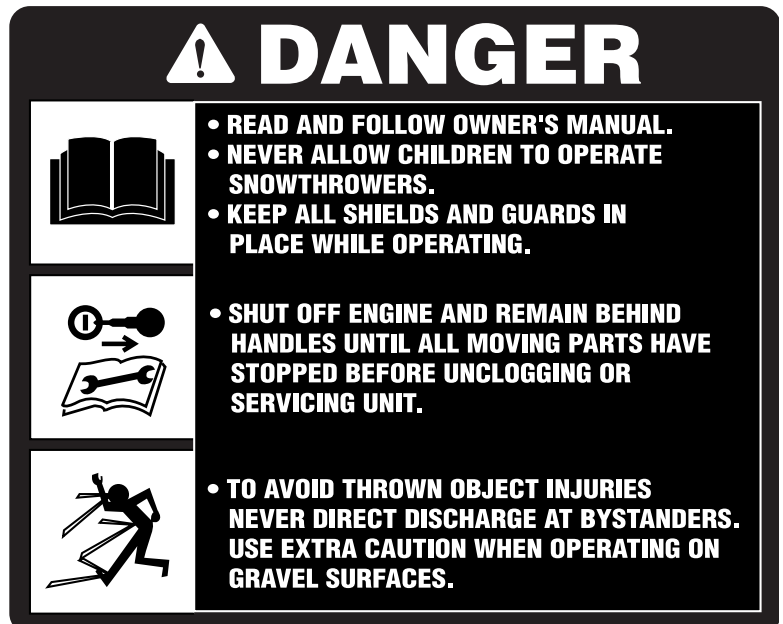 DANGER
• READ AND FOLLOW OWNER'S MANUAL.
• NEVER ALLOW CHILDREN TO OPERATE
SNOWTHROWERS.
• KEEP ALL SHIELDS AND GUARDS IN
PLACE WHILE OPERATING.
• SHUT OFF ENGINE AND REMAIN BEHIND
HANDLES UNTIL ALL MOVING PARTS HAVE
STOPPED BEFORE UNCLOGGING OR
SERVICING UNIT.
• TO AVOID THROWN OBJECT INJURIES
NEVER DIRECT DISCHARGE AT BYSTANDERS.
USE EXTRA CAUTION WHEN OPERATING ON
GRAVEL SURFACES.